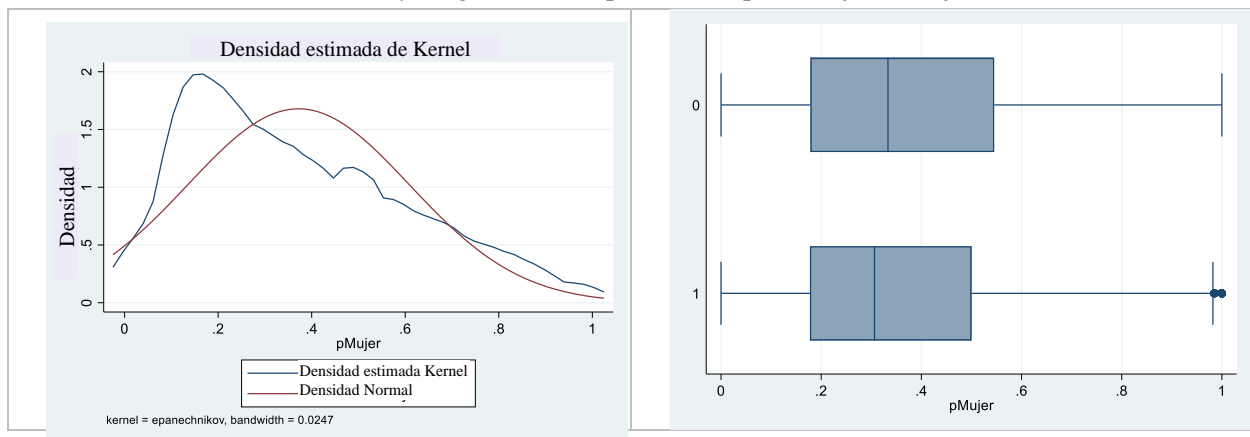 Densidad estimada de Kernel
Densidad
2
1.5
1
.5
0
0 .2 .4 .6 .8 1
pMujer
Densidad estimada Kernel
Densidad Normal
kernel = epanechnikov, bandwidth = 0.0247
0
1
0 .2 .4 .6 .8 1
pMujer